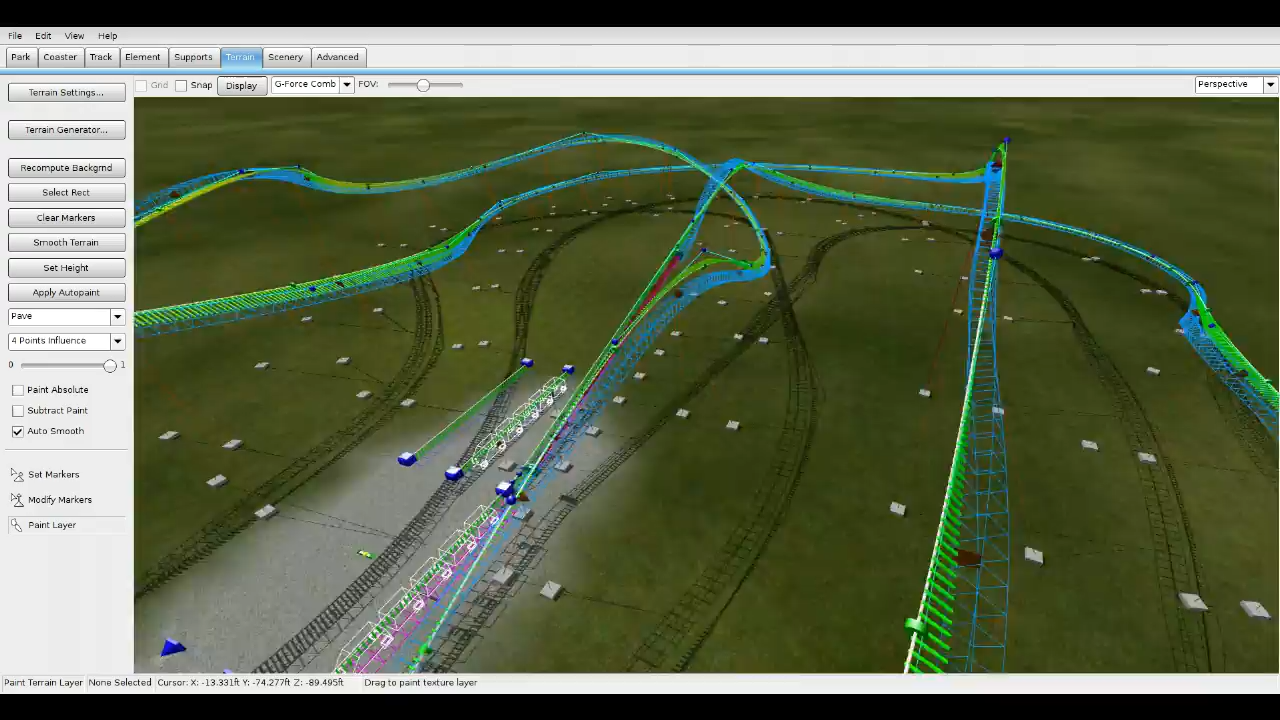 File Edit View Help
Park Coaster Track Element Supports Terrain Scenery Advanced
Terrain Settings... Grid Snap Display G-Force Comb FOV: Perspective
Terrain Generator...
Recompute Backgrnd
Select Rect
Clear Markers
Smooth Terrain
Set Height
Apply Autopaint
Pave
4 Points Influence
0 1
Paint Absolute
Subtract Paint
Auto Smooth
Set Markers
Modify Markers
Paint Layer
Paint Terrain Layer None Selected Cursor: X: -13.331ft Y: -74.277ft Z: -89.495ft Drag to paint texture layer